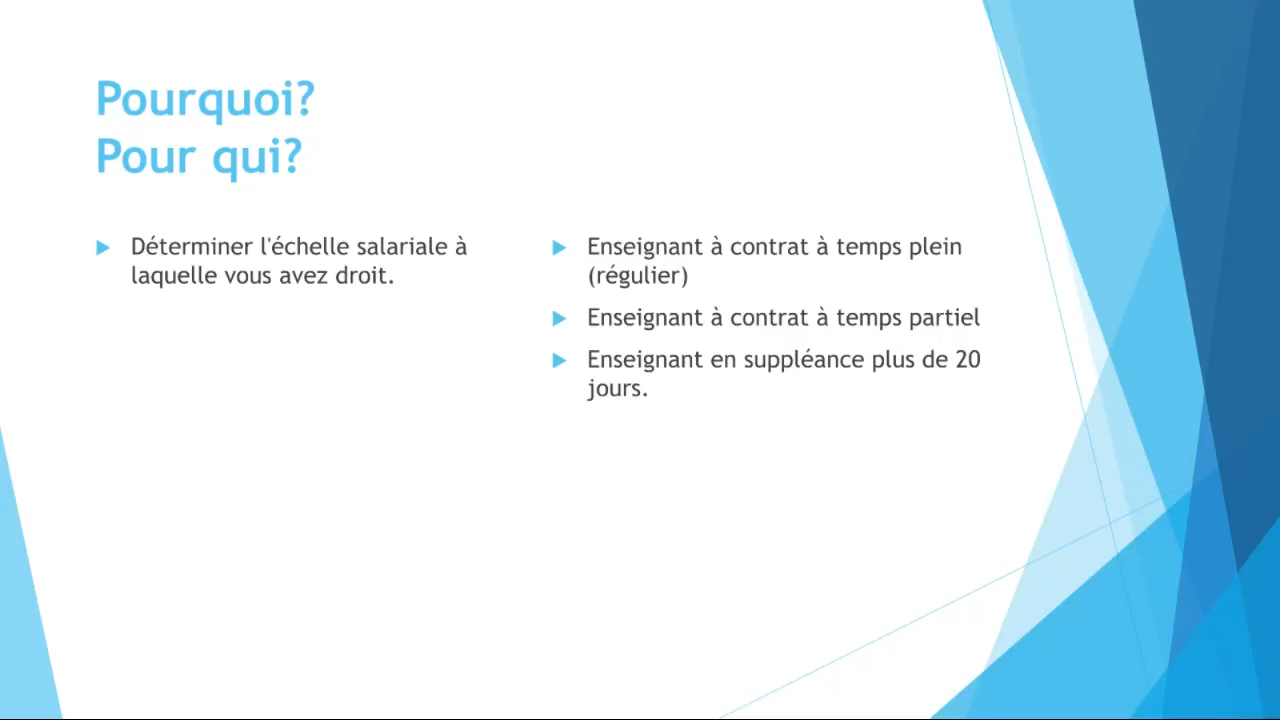 Pourquoi?
Pour qui?
Déterminer l'échelle salariale à
laquelle vous avez droit.
Enseignant à contrat à temps plein
(régulier)
Enseignant à contrat à temps partiel
Enseignant en suppléance plus de 20
jours.